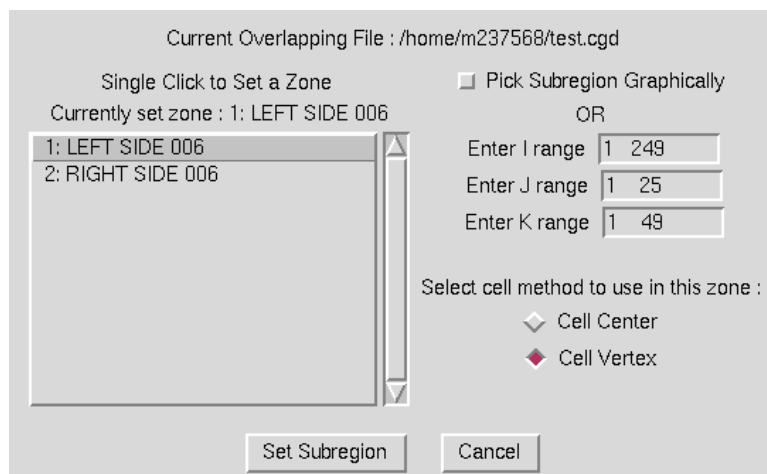 Current Overlapping File : /home/m237568/test.cgd
Single Click to Set a Zone
Currently set zone : 1: LEFT SIDE 006
1: LEFT SIDE 006
2: RIGHT SIDE 006
Pick Subregion Graphically
OR
Enter I range 1 249
Enter J range 1 25
Enter K range 1 49
Select cell method to use in this zone :
Cell Center
Cell Vertex
Set Subregion
Cancel